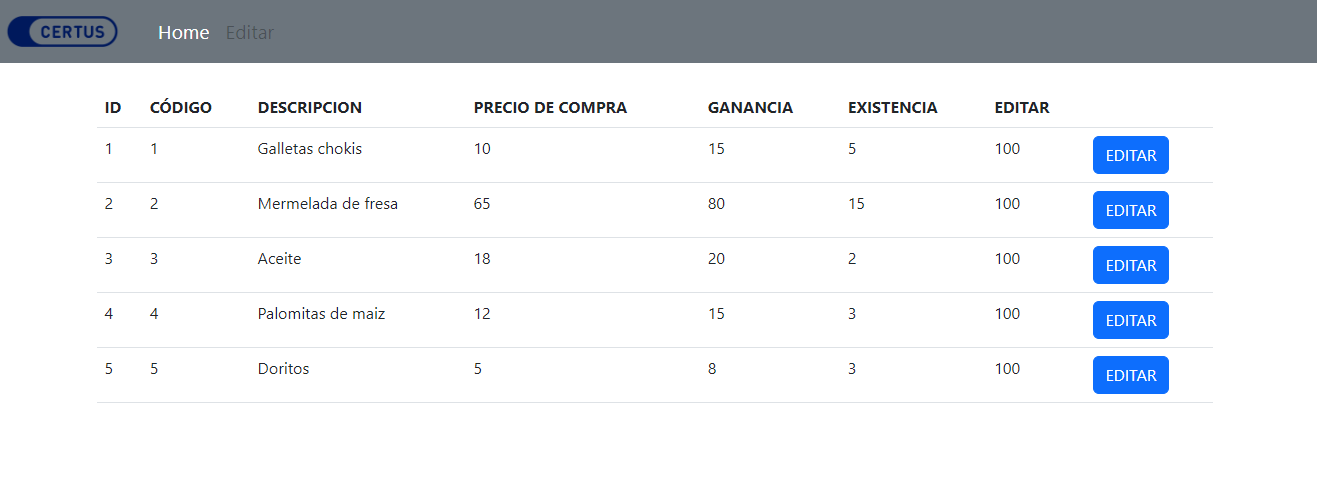 CERTUS Home Editar
ID CÓDIGO DESCRIPCION PRECIO DE COMPRA GANANCIA EXISTENCIA EDITAR
1 1 Galletas chokis 10 15 5 100 EDITAR
2 2 Mermelada de fresa 65 80 15 100 EDITAR
3 3 Aceite 18 20 2 100 EDITAR
4 4 Palomitas de maiz 12 15 3 100 EDITAR
5 5 Doritos 5 8 3 100 EDITAR